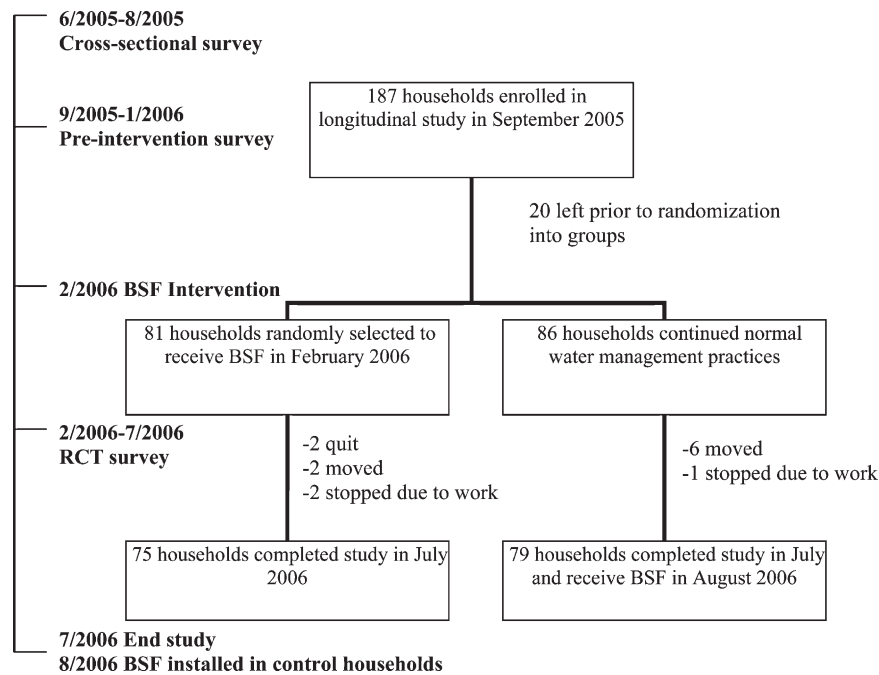 6/2005-8/2005
Cross-sectional survey
187 households enrolled in
longitudinal study in September 2005
9/2005-1/2006
Pre-intervention survey
20 left prior to randomization
into groups
2/2006 BSF Intervention
81 households randomly selected to
receive BSF in February 2006
86 households continued normal
water management practices
2/2006-7/2006
RCT survey
-2 quit
-2 moved
-2 stopped due to work
-6 moved
-1 stopped due to work
75 households completed study in July
2006
79 households completed study in July
and receive BSF in August 2006
7/2006 End study
8/2006 BSF installed in control households